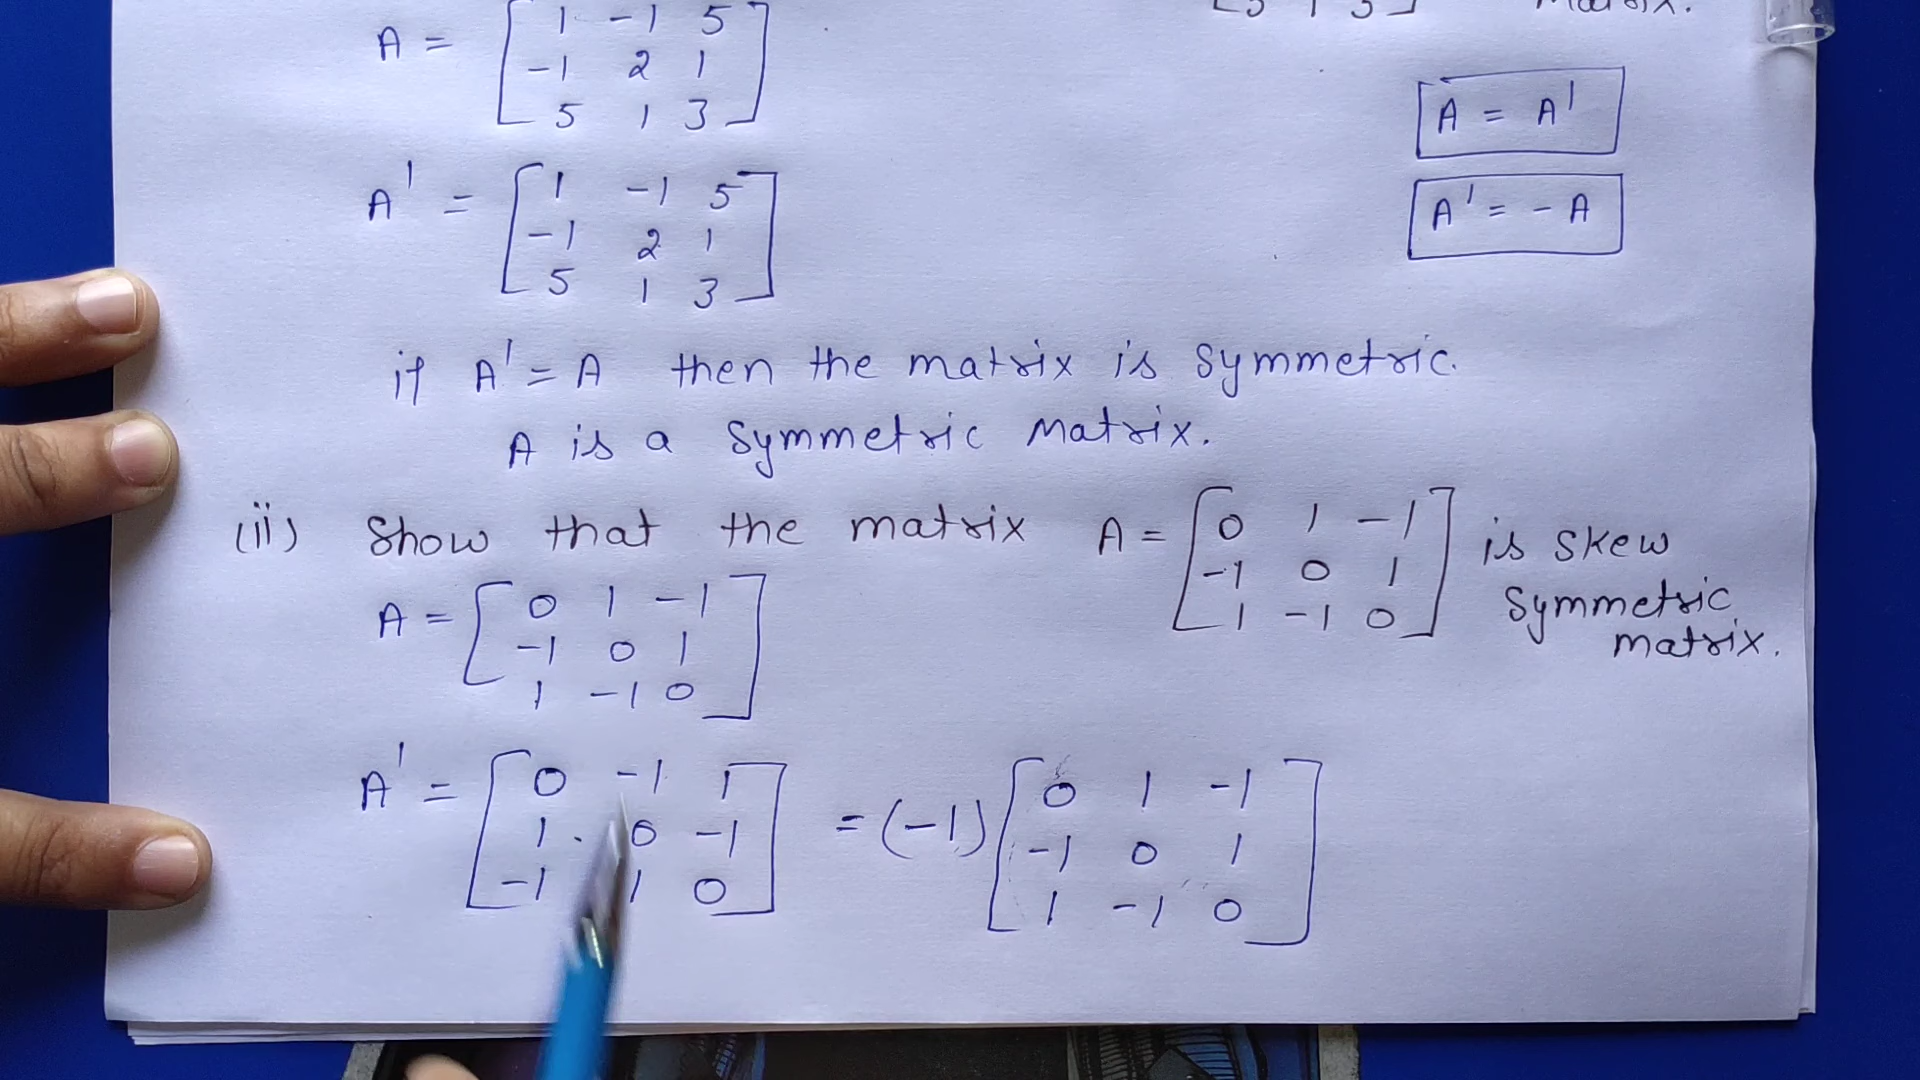 A = [ 1 -1 5
-1 2 1
5 1 3 ]
Matrix.
A = A'
A' = - A
A' = [ 1 -1 5
-1 2 1
5 1 3 ]
if A' = A then the matrix is symmetric.
A is a symmetric Matrix.
(ii) Show that the matrix A = [ 0 1 -1
-1 0 1
1 -1 0 ] is skew
symmetric
matrix.
A = [ 0 1 -1
-1 0 1
1 -1 0 ]
A' = [ 0 -1 1
1 0 -1
-1 1 0 ]
= (-1) [ 0 1 -1
-1 0 1
1 -1 0 ]